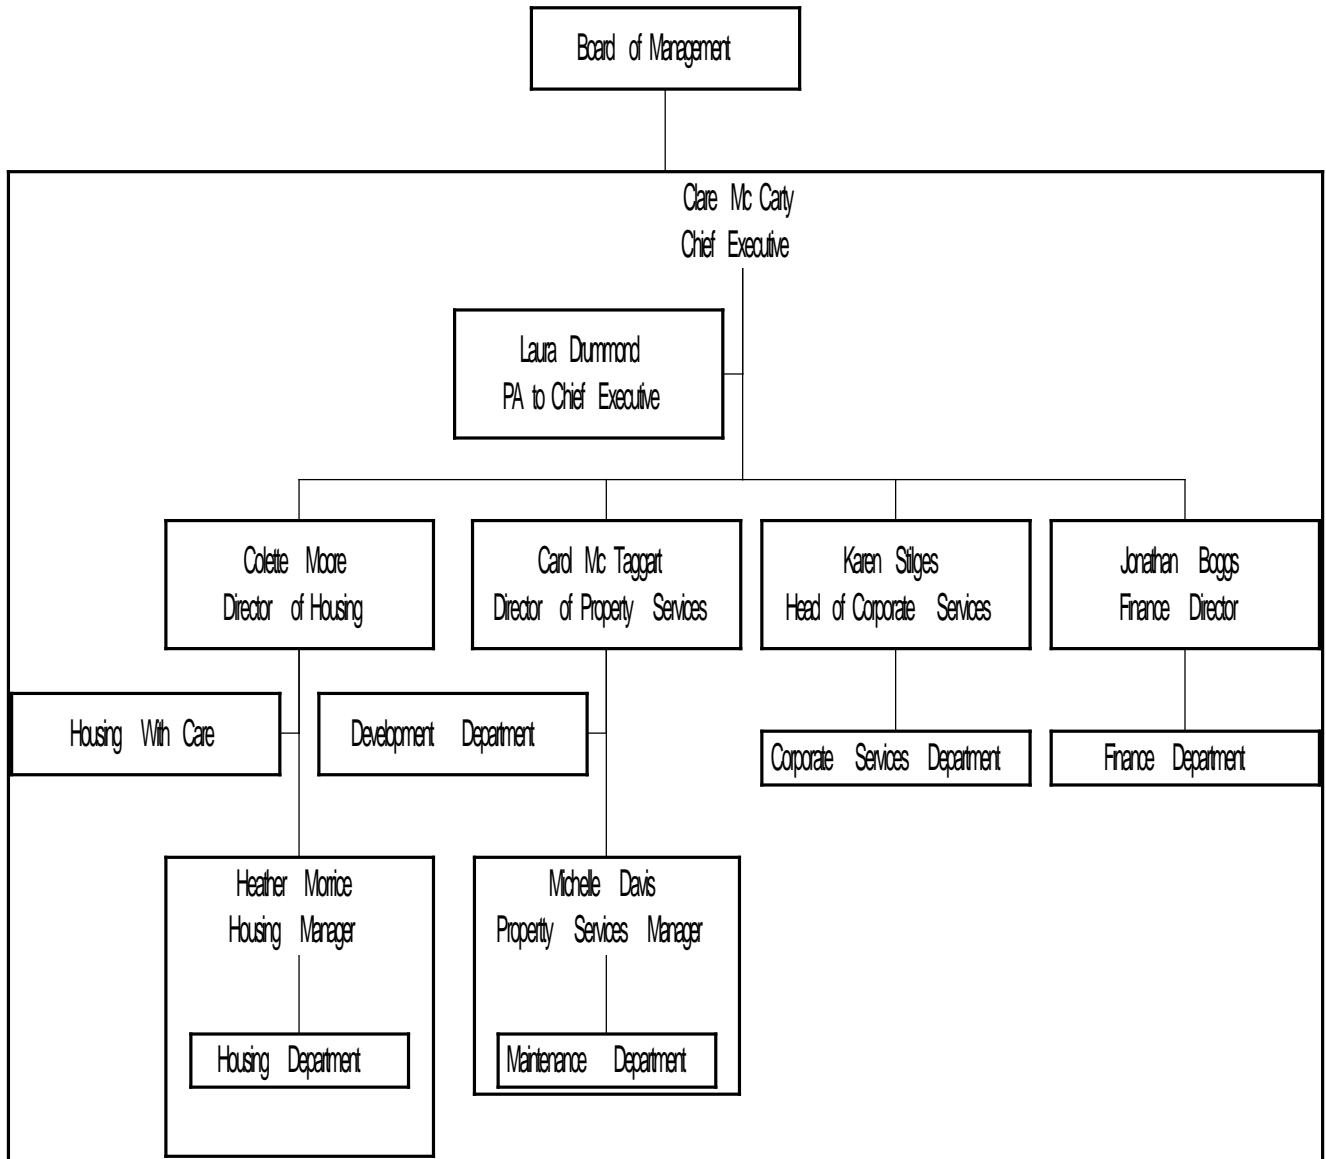 Board of Management
Clare Mc Carty
Chief Executive
Laura Drummond
PA to Chief Executive
Colette Moore
Director of Housing
Carol Mc Taggart
Director of Property Services
Karen Stilges
Head of Corporate Services
Jonathan Boggs
Finance Director
Housing With Care
Development Department
Corporate Services Department
Finance Department
Heather Morrice
Housing Manager
Michelle Davis
Propertty Services Manager
Housing Department
Maintenance Department